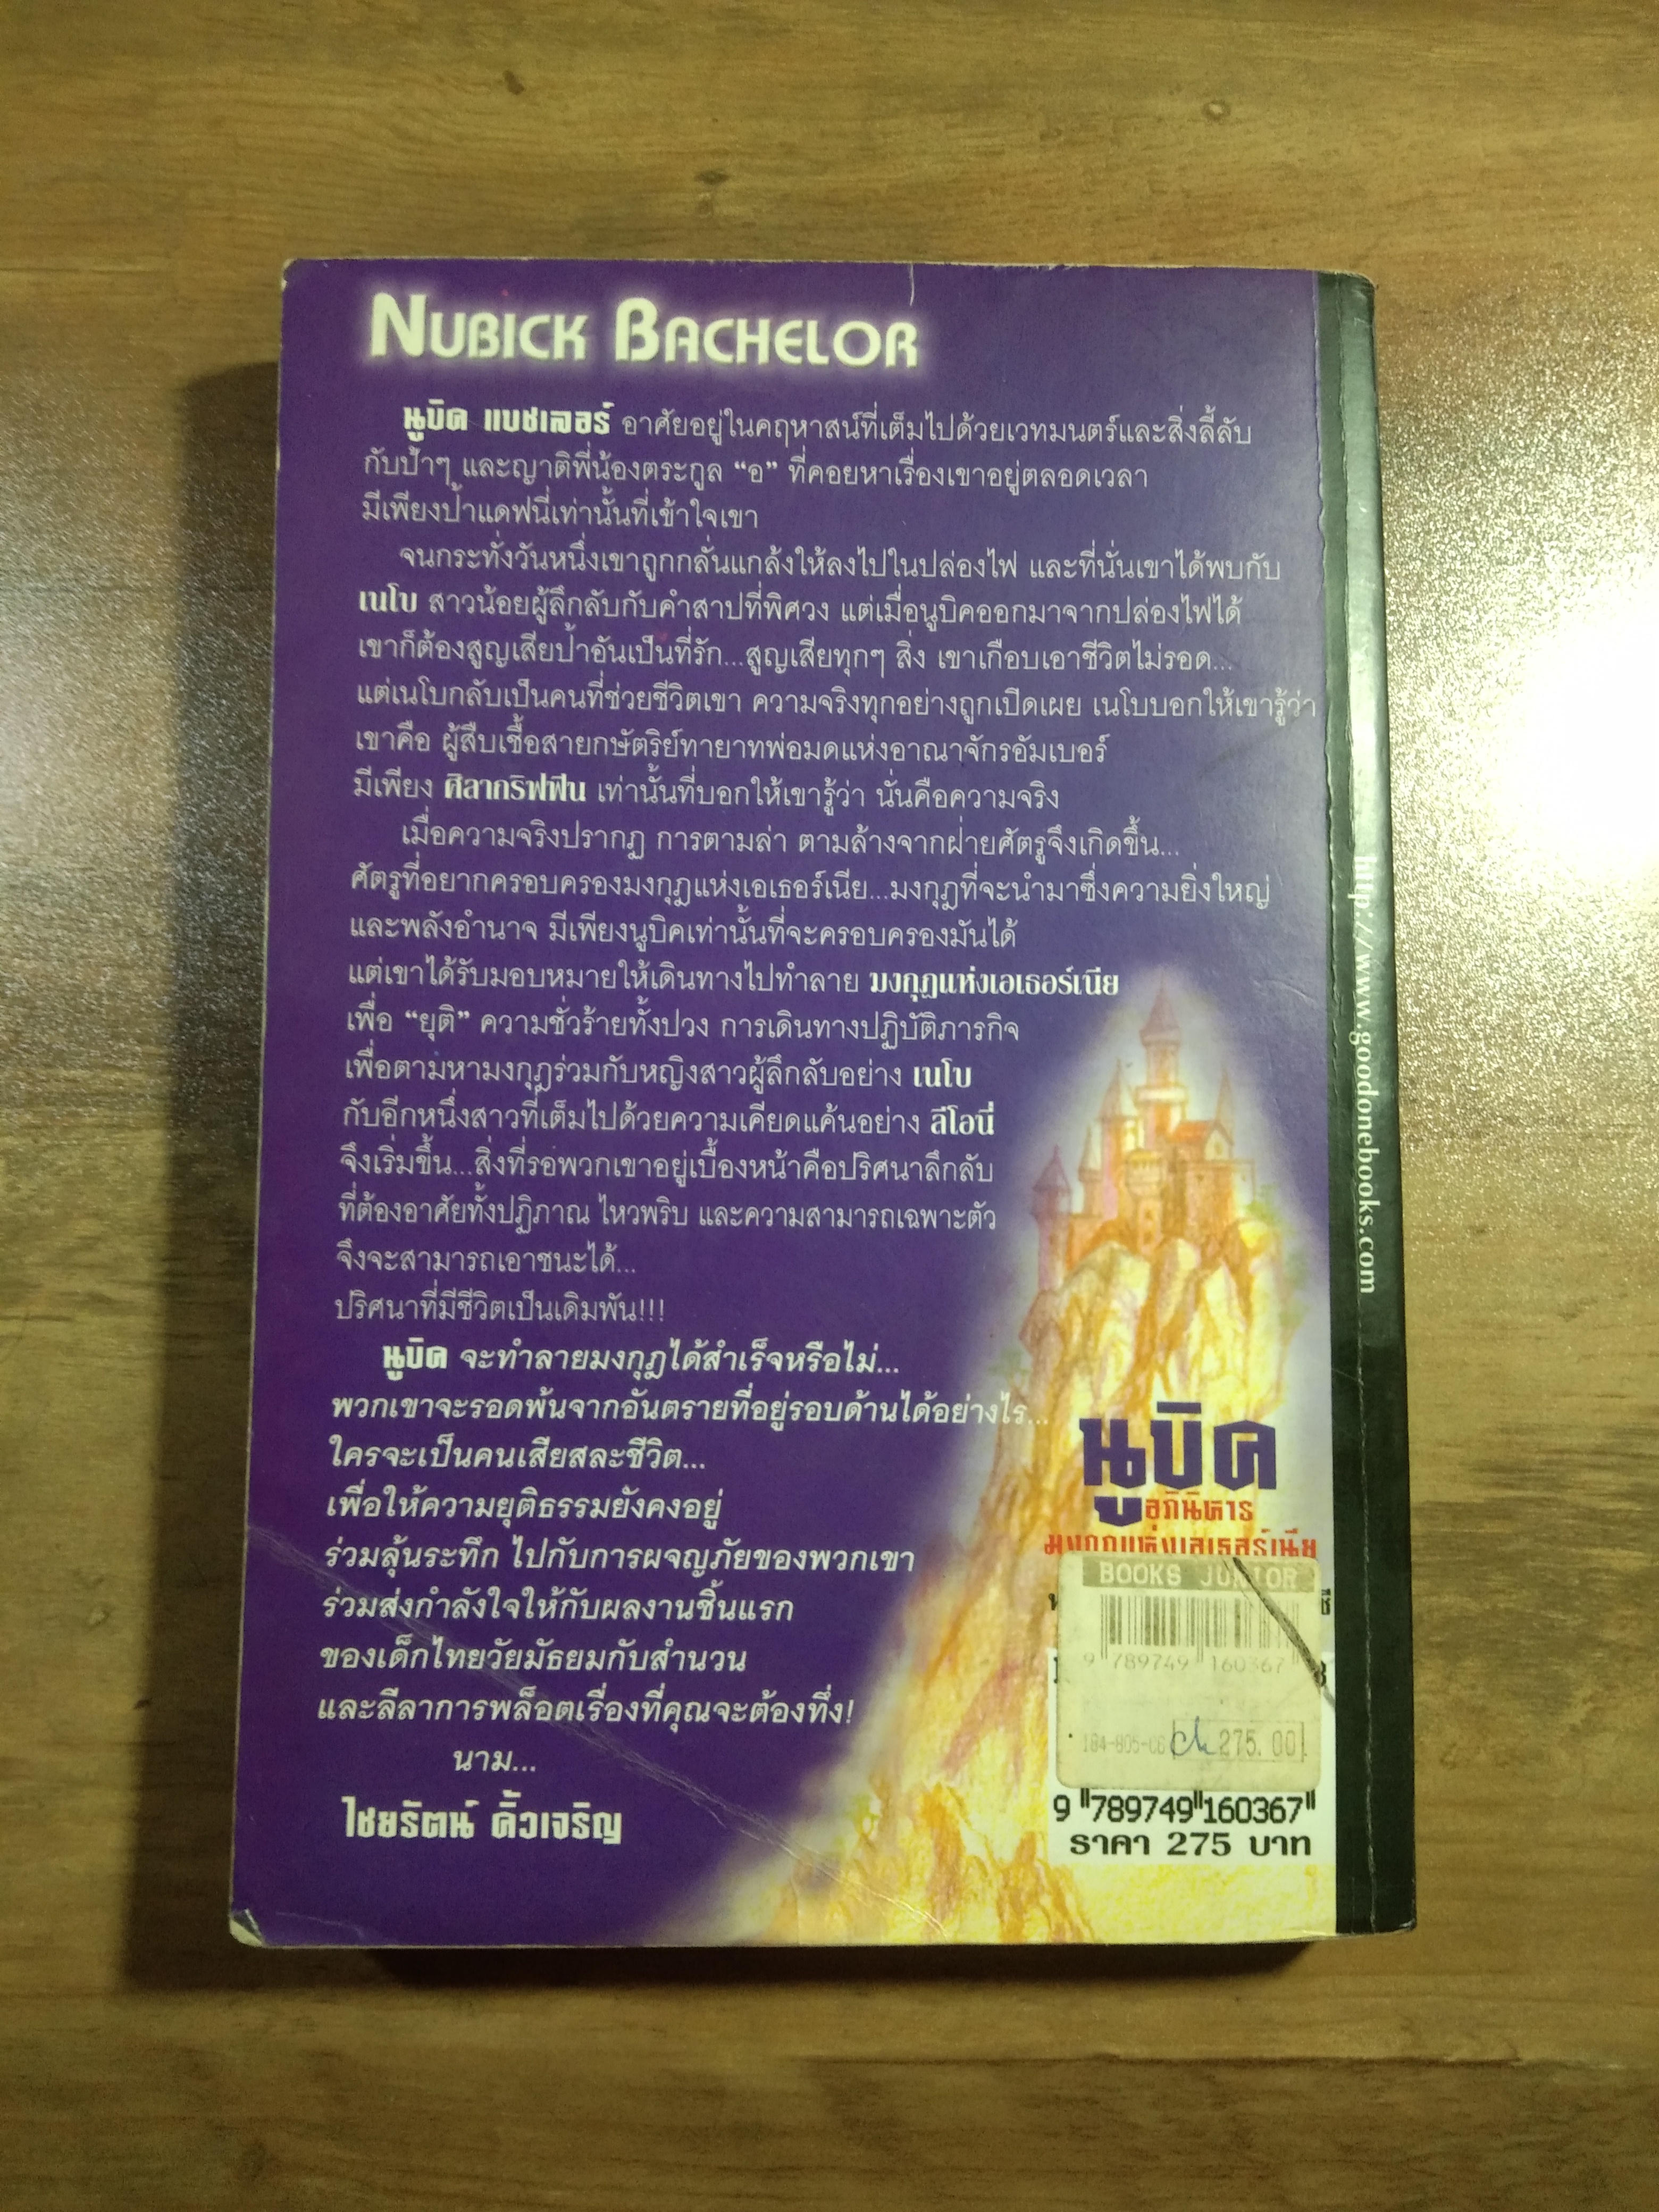 NUBICK BACHELOR
นูบิค แบชเลอร์ อาศัยอยู่ในคฤหาสน์ที่เต็มไปด้วยเวทมนตร์และสิ่งลี้ลับ
กับป้าๆ และญาติพี่น้องตระกูล “อ” ที่คอยหาเรื่องเขาอยู่ตลอดเวลา
มีเพียงป้าแดฟนี่เท่านั้นที่เข้าใจเขา
จนกระทั่งวันหนึ่งเขาถูกกลั่นแกล้งให้ลงไปในปล่องไฟ และที่นั่นเขาได้พบกับ
เนโบ สาวน้อยผู้ลึกลับกับคำสาปที่พิศวง แต่เมื่อนูบิคออกมาจากปล่องไฟได้
เขาก็ต้องสูญเสียป้าอันเป็นที่รัก...สูญเสียทุกๆ สิ่ง เขาเกือบเอาชีวิตไม่รอด...
แต่เนโบกลับเป็นคนที่ช่วยชีวิตเขา ความจริงทุกอย่างถูกเปิดเผย เนโบบอกให้เขารู้ว่า
เขาคือ ผู้สืบเชื้อสายกษัตริย์ทายาทพ่อมดแห่งอาณาจักรอัมเบอร์
มีเพียง ศิลากริฟฟิน เท่านั้นที่บอกให้เขารู้ว่า นั่นคือความจริง
เมื่อความจริงปรากฏ การตามล่า ตามล้างจากฝ่ายศัตรูจึงเกิดขึ้น...
ศัตรูที่อยากครอบครองมงกุฎแห่งเอเธอร์เนีย...มงกุฎที่จะนำมาซึ่งความยิ่งใหญ่
และพลังอำนาจ มีเพียงนูบิคเท่านั้นที่จะครอบครองมันได้
แต่เขาได้รับมอบหมายให้เดินทางไปทำลาย มงกุฎแห่งเอเธอร์เนีย
เพื่อ “ยุติ” ความชั่วร้ายทั้งปวง การเดินทางปฏิบัติภารกิจ
เพื่อตามหามงกุฎร่วมกับหญิงสาวผู้ลึกลับอย่าง เนโบ
กับอีกหนึ่งสาวที่เต็มไปด้วยความเคียดแค้นอย่าง ลีโอนี่
จึงเริ่มขึ้น...สิ่งที่รอพวกเขาอยู่เบื้องหน้าคือปริศนาลึกลับ
ที่ต้องอาศัยทั้งปฏิภาณ ไหวพริบ และความสามารถเฉพาะตัว
จึงจะสามารถเอาชนะได้...
ปริศนาที่มีชีวิตเป็นเดิมพัน!!!
นูบิค จะทำลายมงกุฎได้สำเร็จหรือไม่...
พวกเขาจะรอดพ้นจากอันตรายที่อยู่รอบด้านได้อย่างไร...
ใครจะเป็นคนเสียสละชีวิต...
เพื่อให้ความยุติธรรมยังคงอยู่
ร่วมลุ้นระทึก ไปกับการผจญภัยของพวกเขา
ร่วมส่งกำลังใจให้กับผลงานชิ้นแรก
ของเด็กไทยวัยมัธยมกับสำนวน
และลีลาการพล็อตเรื่องที่คุณจะต้องทึ่ง!
นาม...
ไชยรัตน์ คิ้วเจริญ
นูบิค
อภินิหาร
มงกุฎแห่งเอเธอร์เนีย
BOOKS JUNIOR
9 789749 160367
275.00
9 789749 160367
ราคา 275 บาท
http://www.goodonebooks.com